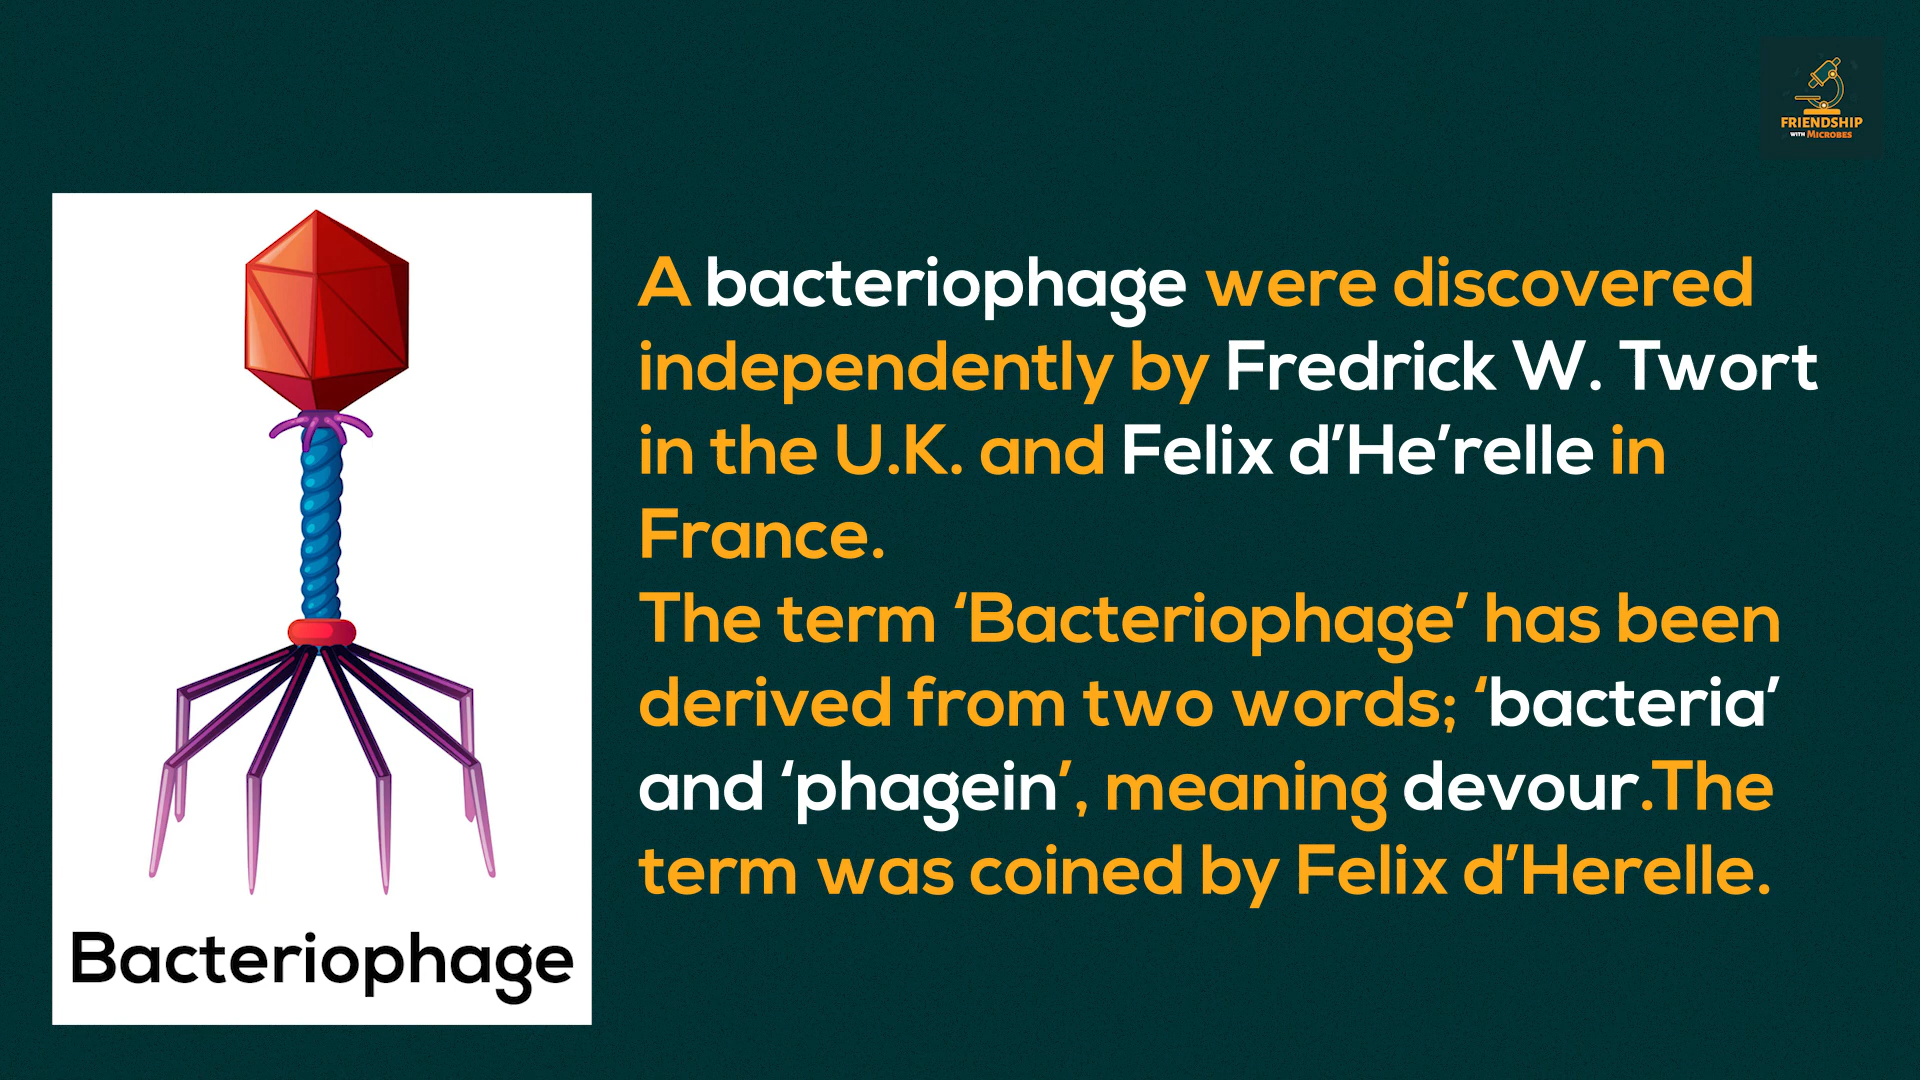 FRIENDSHIP
WITH MICROBES
A bacteriophage were discovered
independently by Fredrick W. Twort
in the U.K. and Felix d’He’relle in
France.
The term ‘Bacteriophage’ has been
derived from two words; ‘bacteria’
and ‘phagein’, meaning devour.The
term was coined by Felix d’Herelle.
Bacteriophage